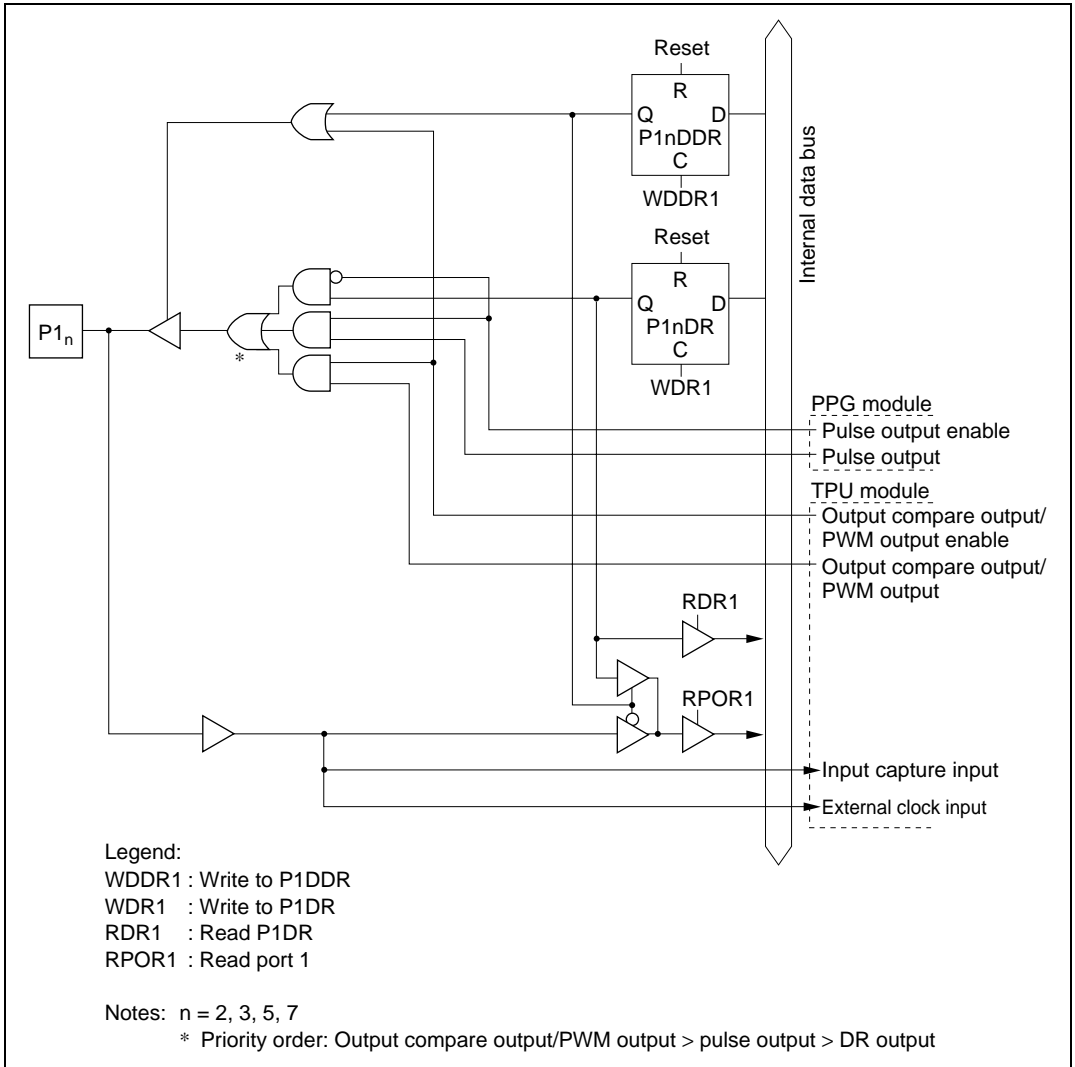 Reset
R
Q D
P1nDDR
C
WDDR1
Reset
R
Q D
P1nDR
C
WDR1
Internal data bus
P1n
*
PPG module
Pulse output enable
Pulse output
TPU module
Output compare output/
PWM output enable
Output compare output/
PWM output
RDR1
RPOR1
Input capture input
External clock input
Legend:
WDDR1 : Write to P1DDR
WDR1 : Write to P1DR
RDR1 : Read P1DR
RPOR1 : Read port 1
Notes: n = 2, 3, 5, 7
* Priority order: Output compare output/PWM output > pulse output > DR output